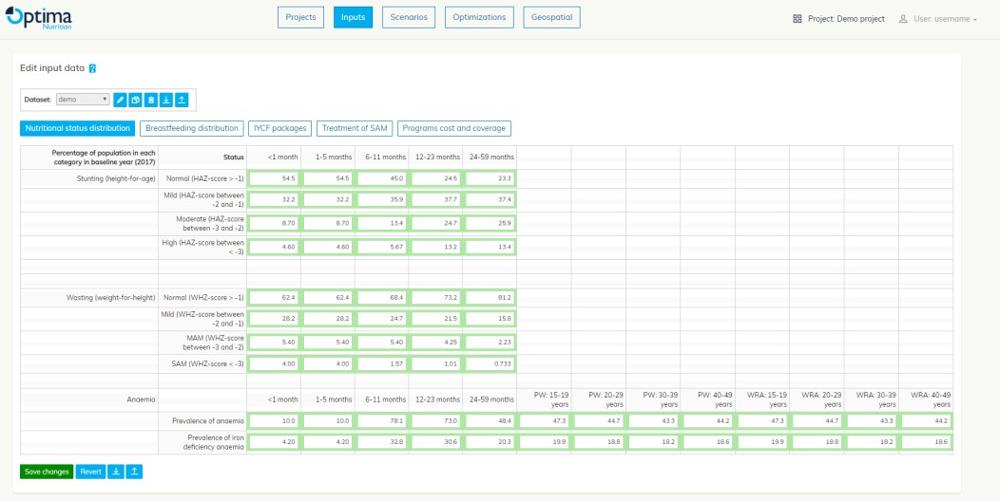 Optima
Nutrition
Projects Inputs Scenarios Optimizations Geospatial
Project: Demo project User: username
Edit input data ?
Dataset: demo
Nutritional status distribution Breastfeeding distribution IYCF packages Treatment of SAM Programs cost and coverage
Percentage of population in each category in baseline year (2017) Status <1 month 1-5 months 6-11 months 12-23 months 24-59 months
Stunting (height-for-age) Normal (HAZ-score > -1) 54.5 54.5 45.0 24.5 23.3
Mild (HAZ-score between -2 and -1) 32.2 32.2 35.9 37.7 37.4
Moderate (HAZ-score between -3 and -2) 8.70 8.70 13.4 24.7 25.9
High (HAZ-score between < -3) 4.60 4.60 5.67 13.2 13.4
Wasting (weight-for-height) Normal (WHZ-score > -1) 62.4 62.4 68.4 73.2 81.2
Mild (WHZ-score between -2 and -1) 28.2 28.2 24.7 21.5 15.8
MAM (WHZ-score between -3 and -2) 5.40 5.40 5.40 4.25 2.23
SAM (WHZ-score < -3) 4.00 4.00 1.57 1.01 0.733
Anaemia <1 month 1-5 months 6-11 months 12-23 months 24-59 months PW: 15-19 years PW: 20-29 years PW: 30-39 years PW: 40-49 years WRA: 15-19 years WRA: 20-29 years WRA: 30-39 years WRA: 40-49 years
Prevalence of anaemia 10.0 10.0 78.1 73.0 48.4 47.3 44.7 43.3 44.2 47.3 44.7 43.3 44.2
Prevalence of iron deficiency anaemia 4.20 4.20 32.8 30.6 20.3 19.9 18.8 18.2 18.6 19.9 18.8 18.2 18.6
Save changes Revert